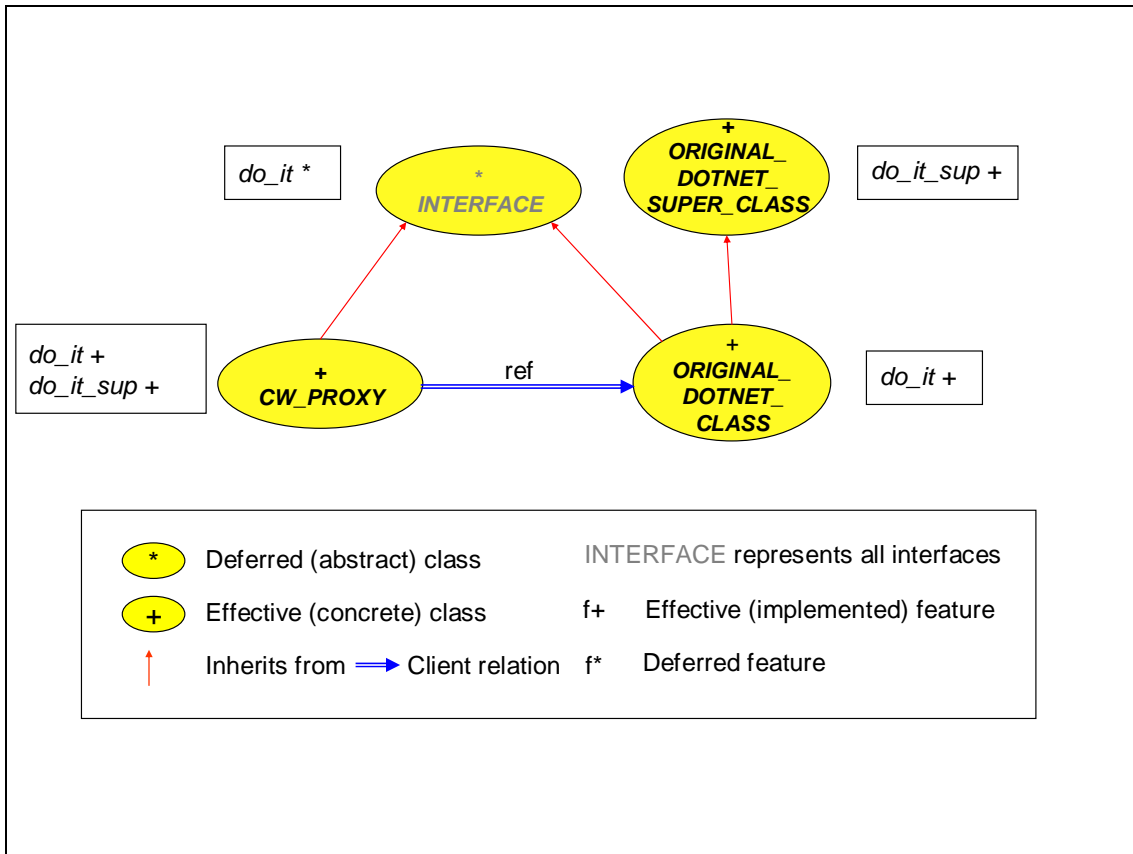 do_it *
*
INTERFACE
+
ORIGINAL_
DOTNET_
SUPER_CLASS
do_it_sup +
do_it +
do_it_sup +
+
CW_PROXY
ref
+
ORIGINAL_
DOTNET_
CLASS
do_it +
* Deferred (abstract) class
INTERFACE represents all interfaces
+ Effective (concrete) class
f+ Effective (implemented) feature
Inherits from Client relation
f* Deferred feature